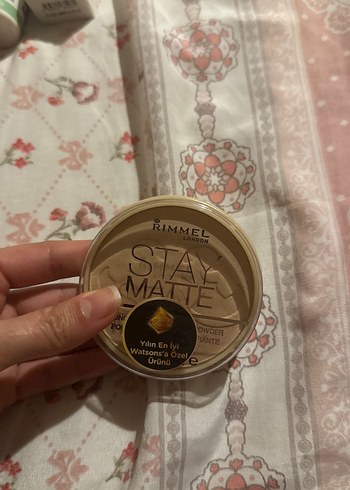 RIMMEL
LONDON
STAY
MATTE
Yılın En İyi
Watsons'a Özel
Ürünü